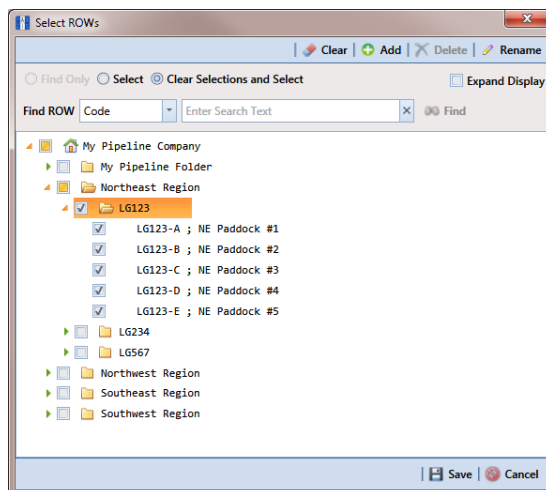 Select ROWs
Clear Add Delete Rename
Find Only Select Clear Selections and Select Expand Display
Find ROW Code Enter Search Text Find
My Pipeline Company
My Pipeline Folder
Northeast Region
LG123
LG123-A ; NE Paddock #1
LG123-B ; NE Paddock #2
LG123-C ; NE Paddock #3
LG123-D ; NE Paddock #4
LG123-E ; NE Paddock #5
LG234
LG567
Northwest Region
Southeast Region
Southwest Region
Save Cancel